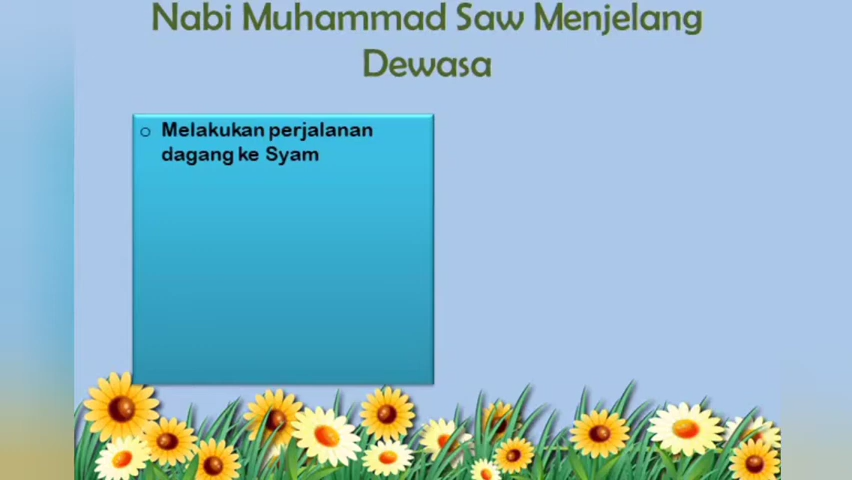 Nabi Muhammad Saw Menjelang
Dewasa
o Melakukan perjalanan
dagang ke Syam